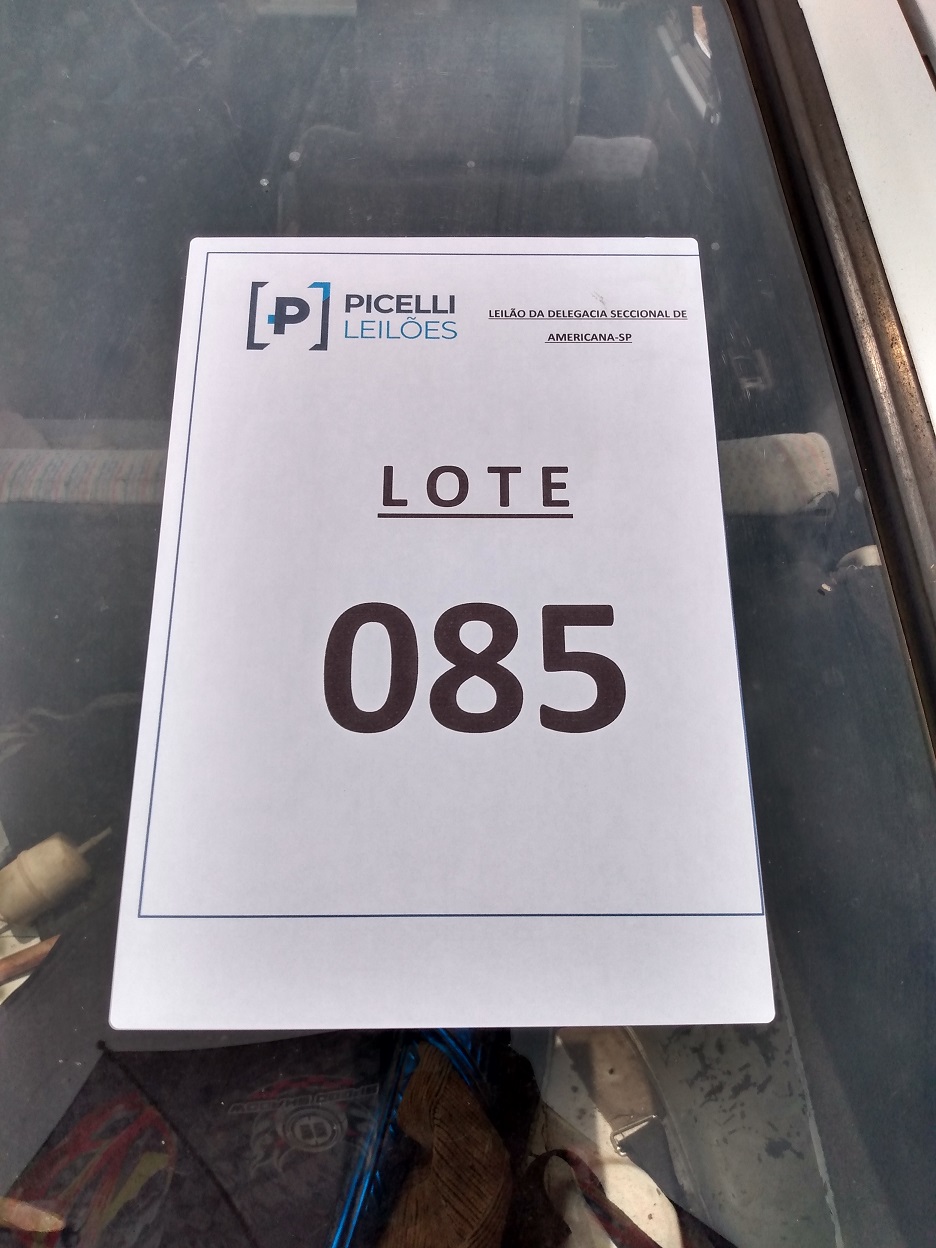 PICELLI
LEILÕES
LEILÃO DA DELEGACIA SECCIONAL DE
AMERICANA-SP
LOTE
085